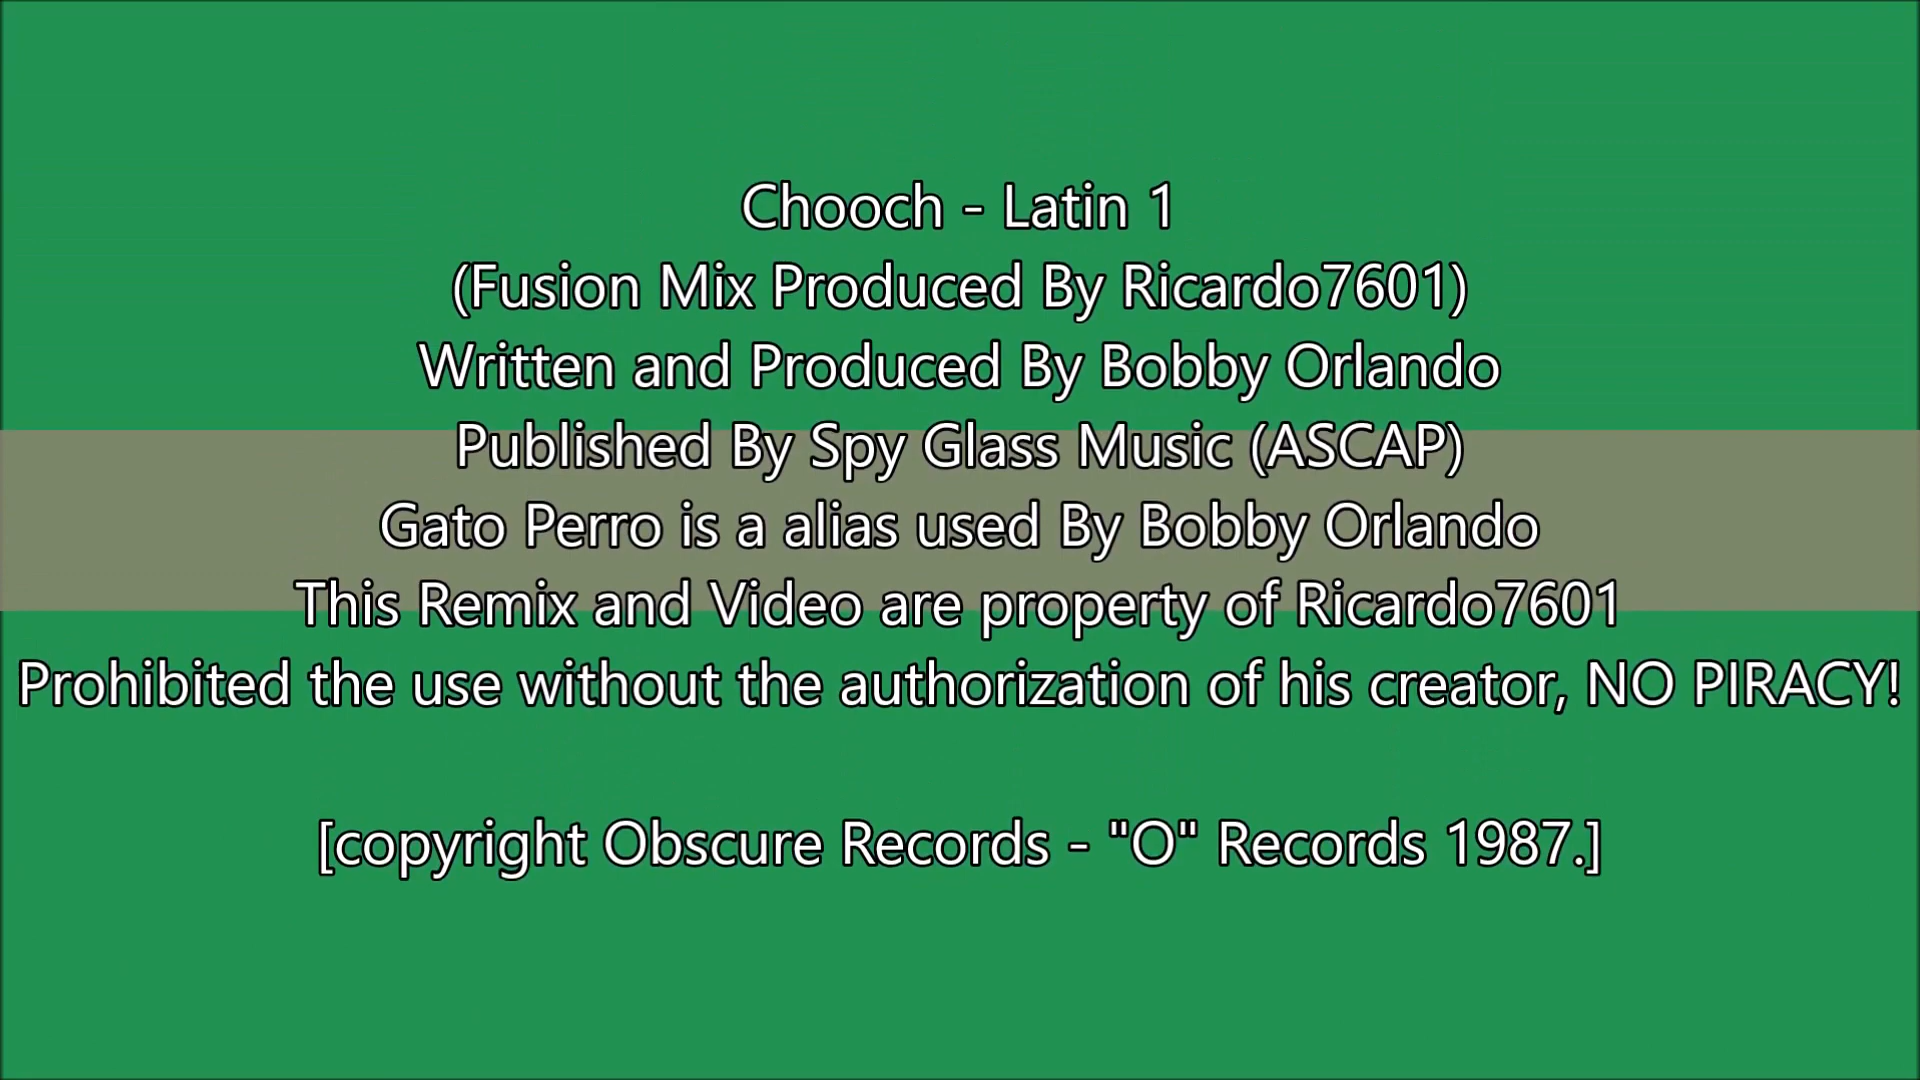 Chooch - Latin 1
(Fusion Mix Produced By Ricardo7601)
Written and Produced By Bobby Orlando
Published By Spy Glass Music (ASCAP)
Gato Perro is a alias used By Bobby Orlando
This Remix and Video are property of Ricardo7601
Prohibited the use without the authorization of his creator, NO PIRACY!
[copyright Obscure Records - "O" Records 1987.]